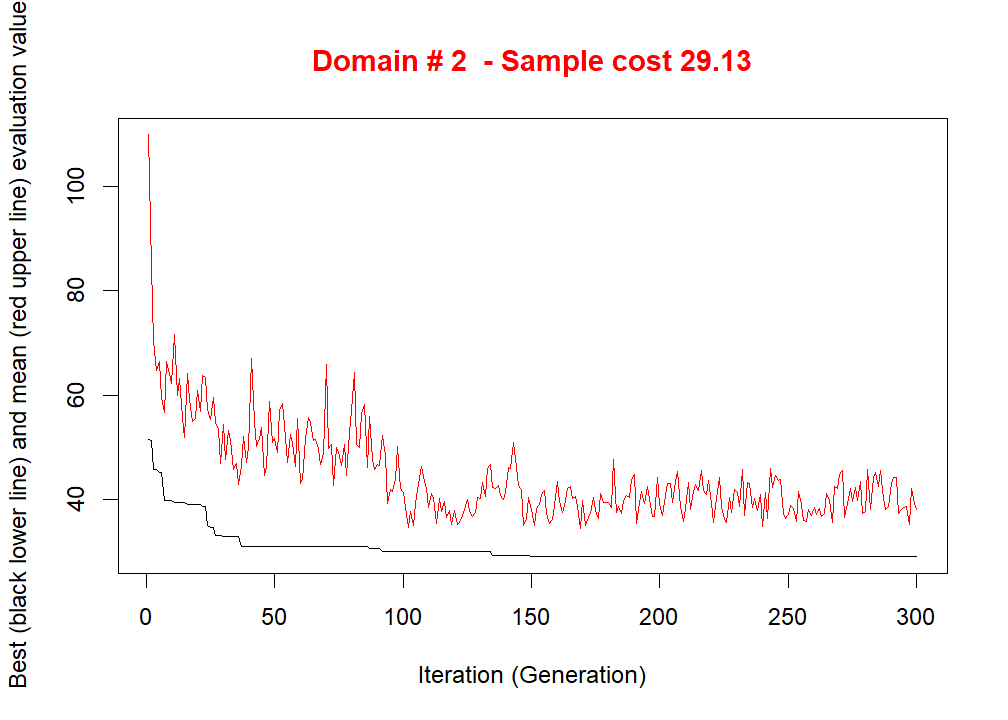 Domain # 2  - Sample cost 29.13
Best (black lower line) and mean (red upper line) evaluation value
100
80
60
40
0 50 100 150 200 250 300
Iteration (Generation)